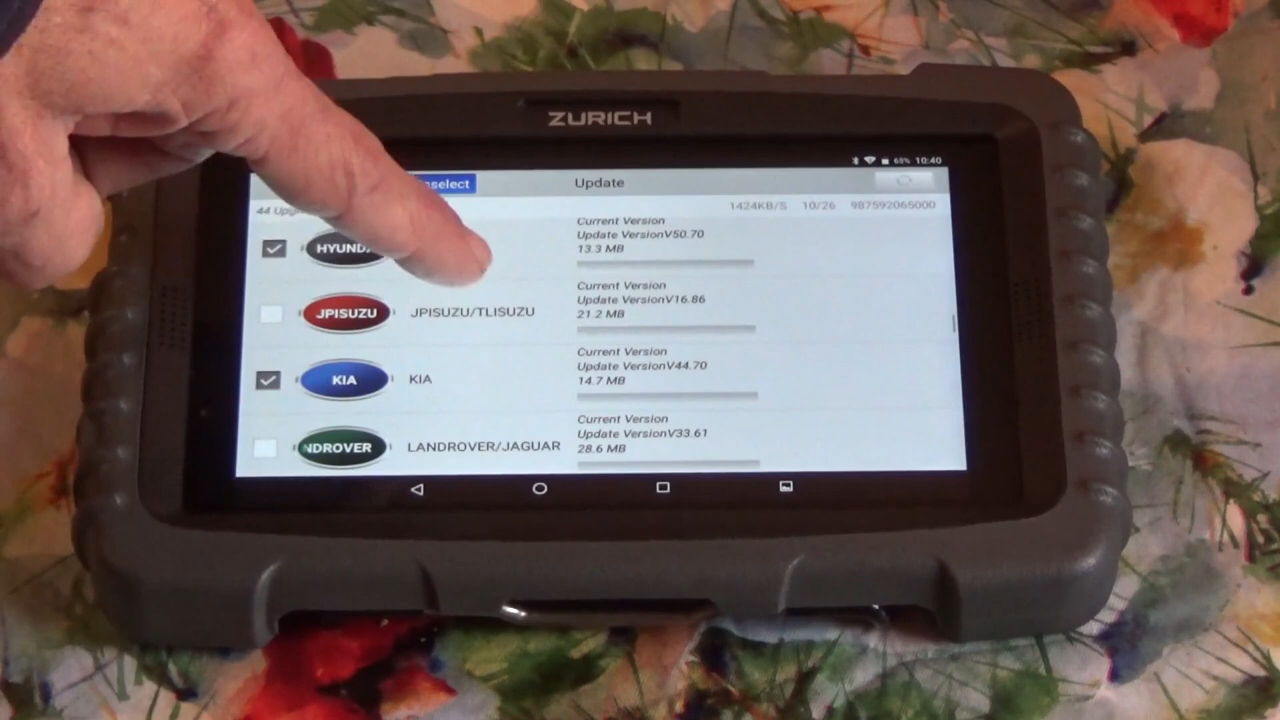 ZURICH
65% 10:40
Update
1424KB/S 10/26 987592065000
Current Version
Update VersionV50.70
13.3 MB
Current Version
JPISUZU JPISUZU/TLISUZU Update VersionV16.86
21.2 MB
Current Version
KIA KIA Update VersionV44.70
14.7 MB
Current Version
NDROVER LANDROVER/JAGUAR Update VersionV33.61
28.6 MB